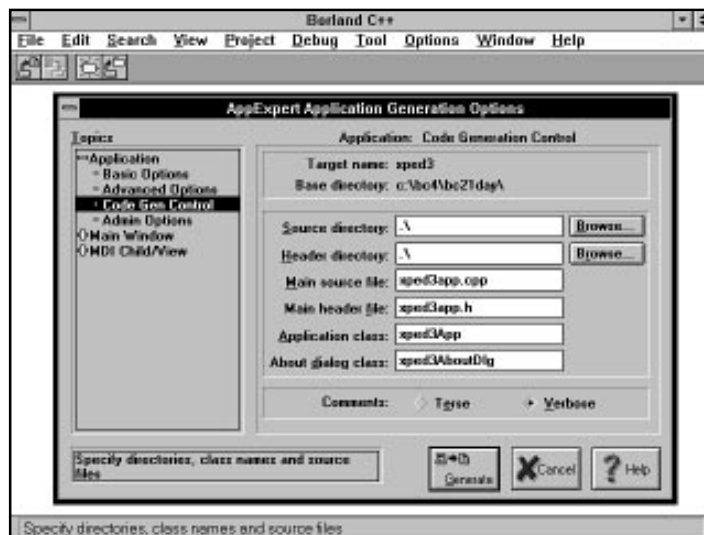 Borland C++
File Edit Search View Project Debug Tool Options Window Help
AppExpert Application Generation Options
Topics
Application
Basic Options
Advanced Options
Code Gen Control
Admin Options
Main Window
MDI Child/View
Application: Code Generation Control
Target name: xped3
Base directory: c:\bc4\bc21day\
Source directory: .\ Browse...
Header directory: .\ Browse...
Main source file: xped3app.cpp
Main header file: xped3app.h
Application class: xped3App
About dialog class: xped3AboutDlg
Comments: Terse Verbose
Specify directories, class names and source
files
Generate Cancel ? Help
Specify directories, class names and source files